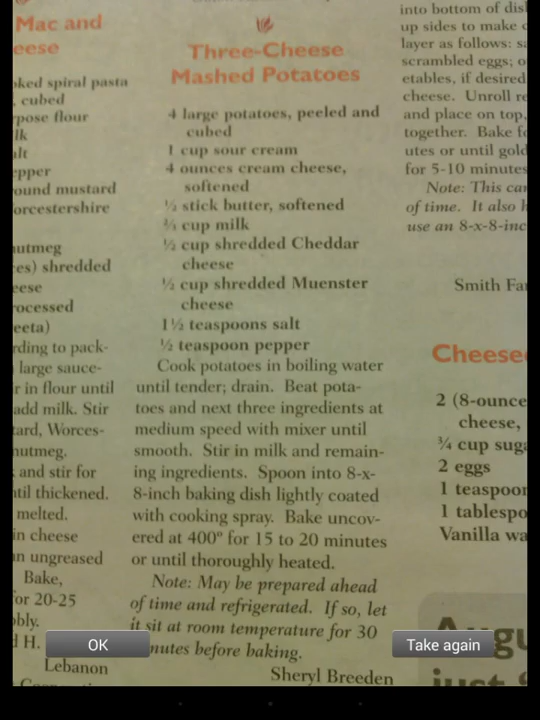 Mac and
eese
oked spiral pasta
, cubed
rpose flour
lk
alt
epper
ound mustard
orcestershire
nutmeg
es) shredded
eese
rocessed
eeta)
rding to pack-
large sauce-
r in flour until
add milk. Stir
tard, Worces-
nutmeg.
and stir for
til thickened.
melted.
in cheese
an ungreased
Bake,
for 20-25
bbly.
d H.
Lebanon
Three-Cheese
Mashed Potatoes
4 large potatoes, peeled and
cubed
1 cup sour cream
4 ounces cream cheese,
softened
½ stick butter, softened
⅔ cup milk
½ cup shredded Cheddar
cheese
½ cup shredded Muenster
cheese
1½ teaspoons salt
½ teaspoon pepper
Cook potatoes in boiling water
until tender; drain. Beat pota-
toes and next three ingredients at
medium speed with mixer until
smooth. Stir in milk and remain-
ing ingredients. Spoon into 8-x-
8-inch baking dish lightly coated
with cooking spray. Bake uncov-
ered at 400° for 15 to 20 minutes
or until thoroughly heated.
Note: May be prepared ahead
of time and refrigerated. If so, let
it sit at room temperature for 30
nutes before baking.
Sheryl Breeden
into bottom of dis
up sides to make
layer as follows: s
scrambled eggs; o
etables, if desired
cheese. Unroll re
and place on top,
together. Bake f
utes or until gold
for 5-10 minutes
Note: This ca
of time. It also h
use an 8-x-8-inc
Smith Fa
Cheese
2 (8-ounce
cheese,
¾ cup suga
2 eggs
1 teaspoo
1 tablespo
Vanilla wa
Augu
just
OK
Take again